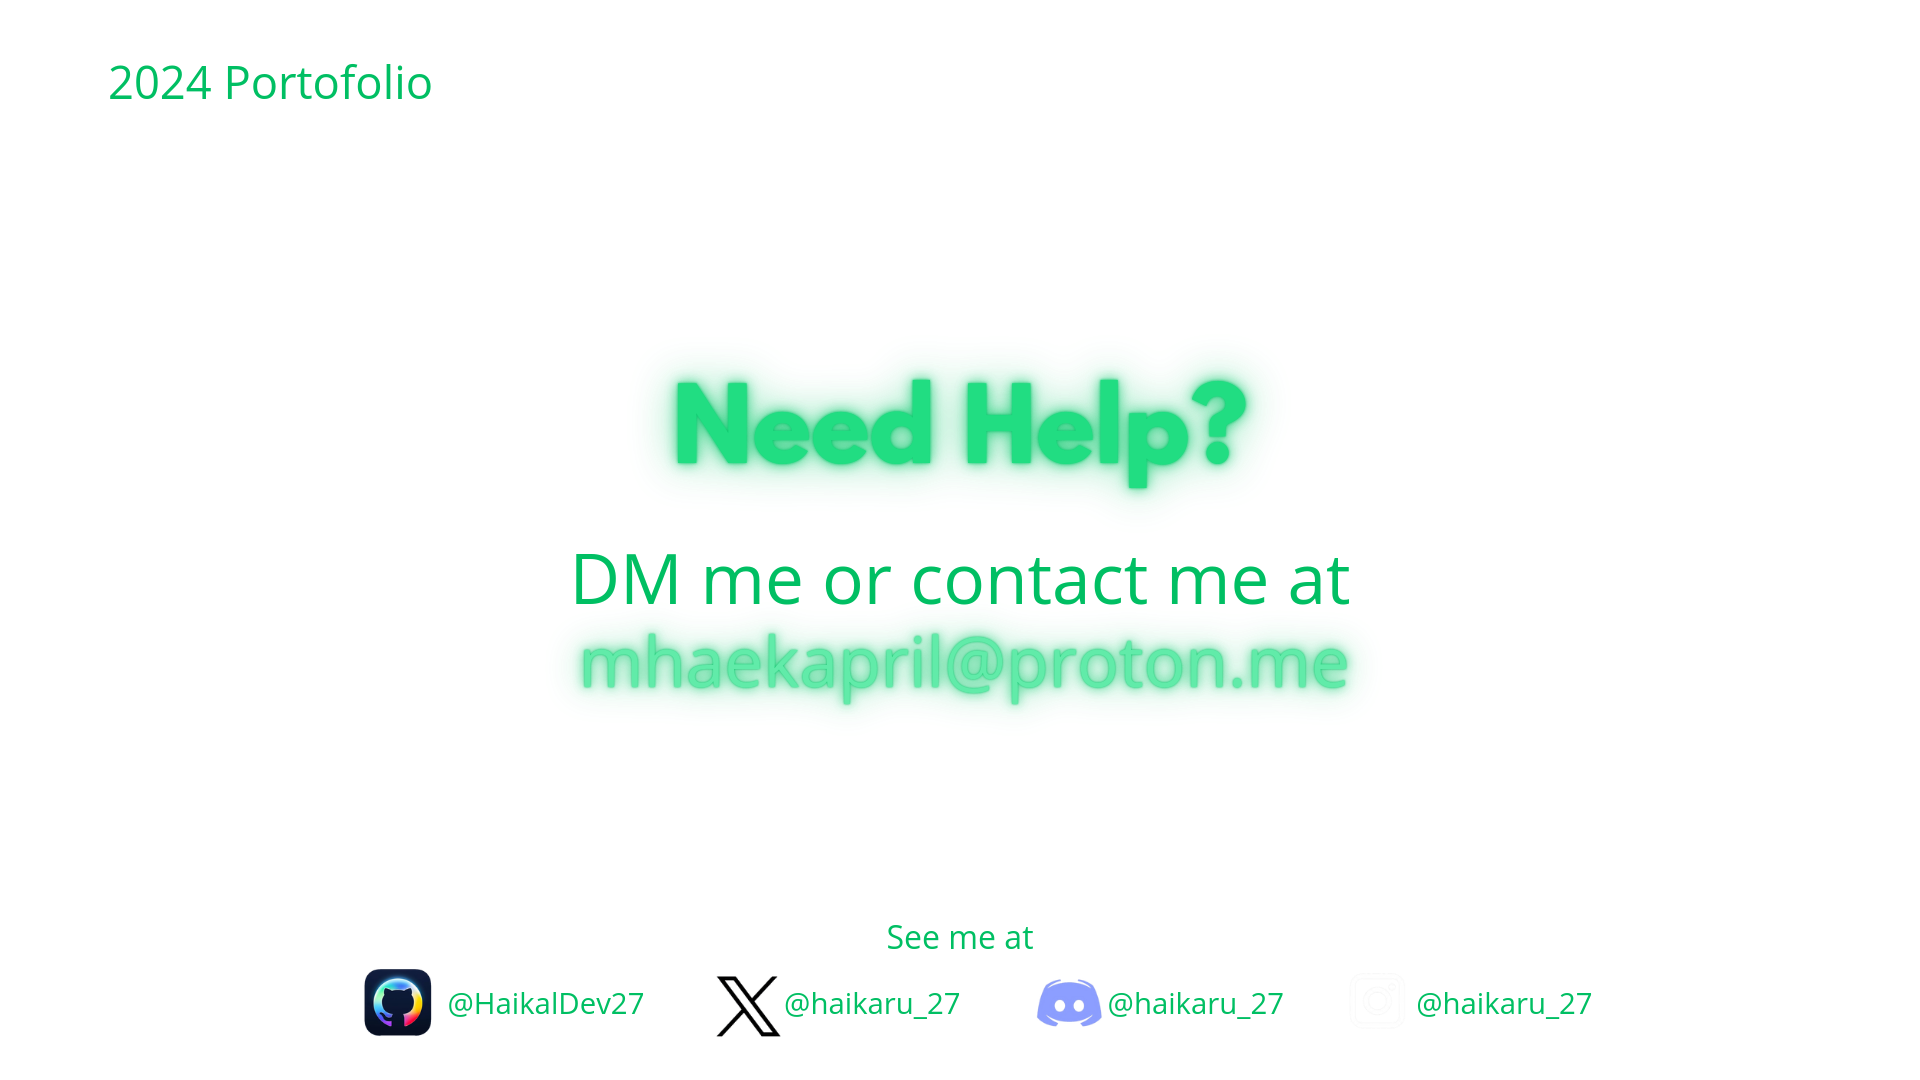 2024 Portofolio
Need Help?
DM me or contact me at
mhaekapril@proton.me
See me at
@HaikalDev27
@haikaru_27
@haikaru_27
@haikaru_27